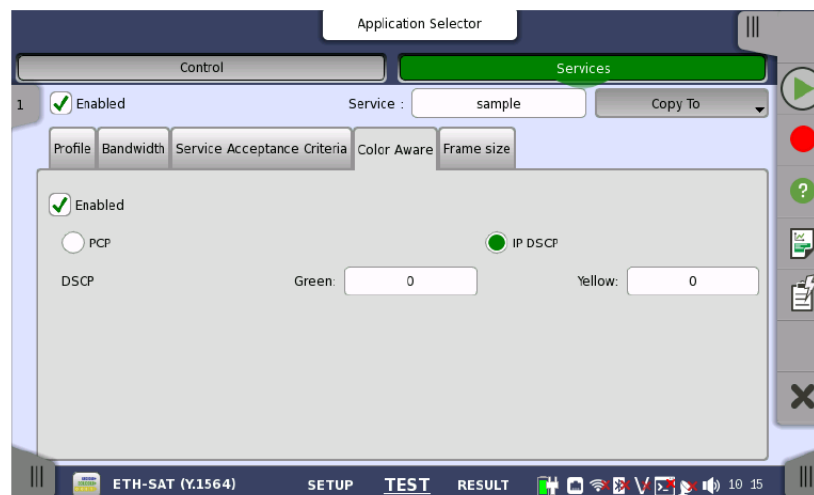 Application Selector
Control Services
1 Enabled Service : sample Copy To
Profile Bandwidth Service Acceptance Criteria Color Aware Frame size
Enabled
PCP IP DSCP
DSCP Green: 0 Yellow: 0
?
ETH-SAT (Y.1564) SETUP TEST RESULT 10 15